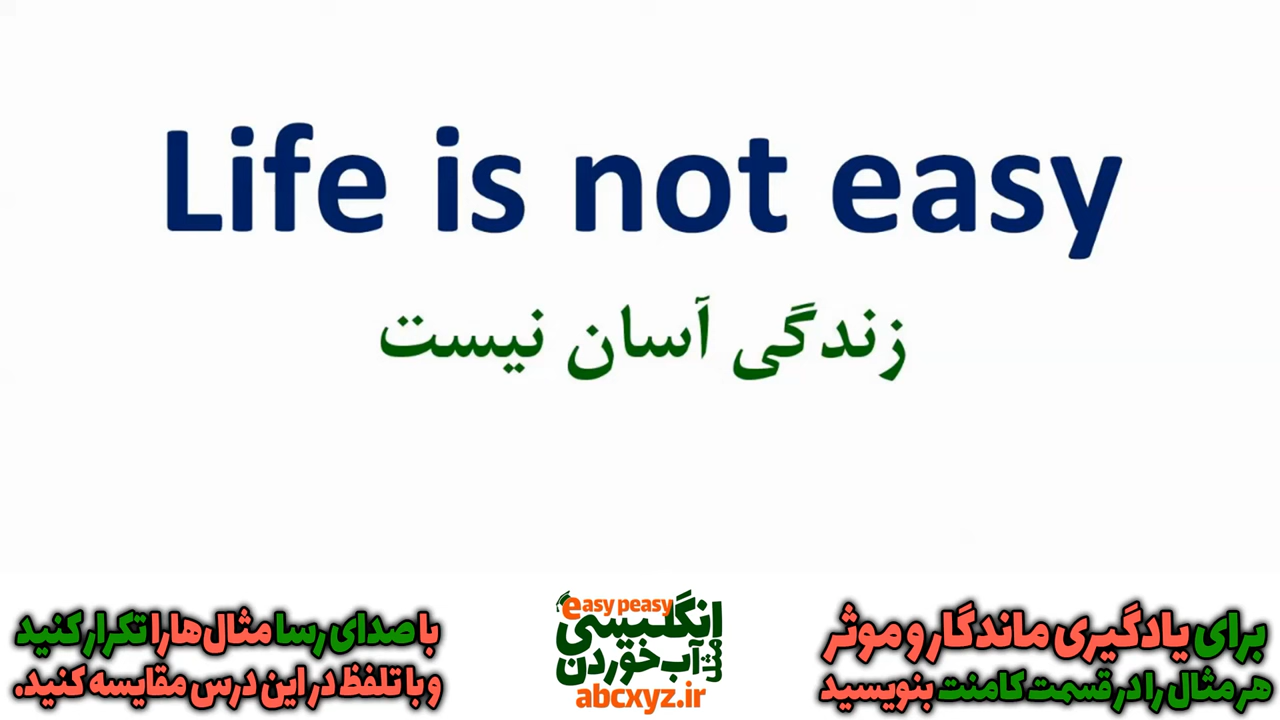 Life is not easy
زندگی آسان نیست
برای یادگیری ماندگار و موثر
هر مثال را در قسمت کامنت بنویسید
easy peasy
انگلیسی
مثل آب خوردن
abcxyz.ir
با صدای رسا مثال‌ها را تکرار کنید
و با تلفظ در این درس مقایسه کنید.